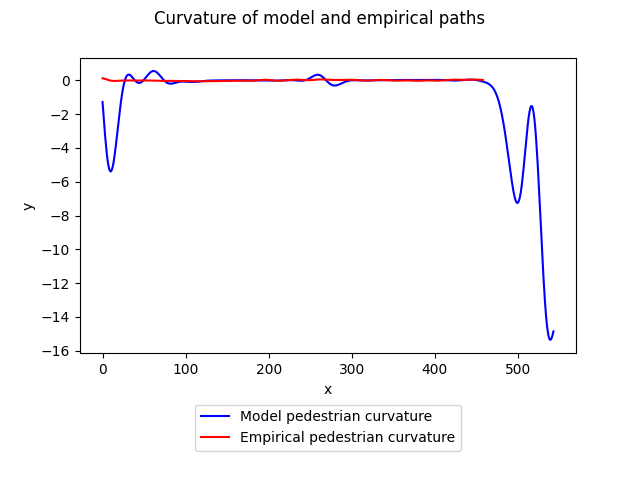 Curvature of model and empirical paths
0
−2
−4
−6
−8
−10
−12
−14
−16
y
0 100 200 300 400 500
x
Model pedestrian curvature
Empirical pedestrian curvature